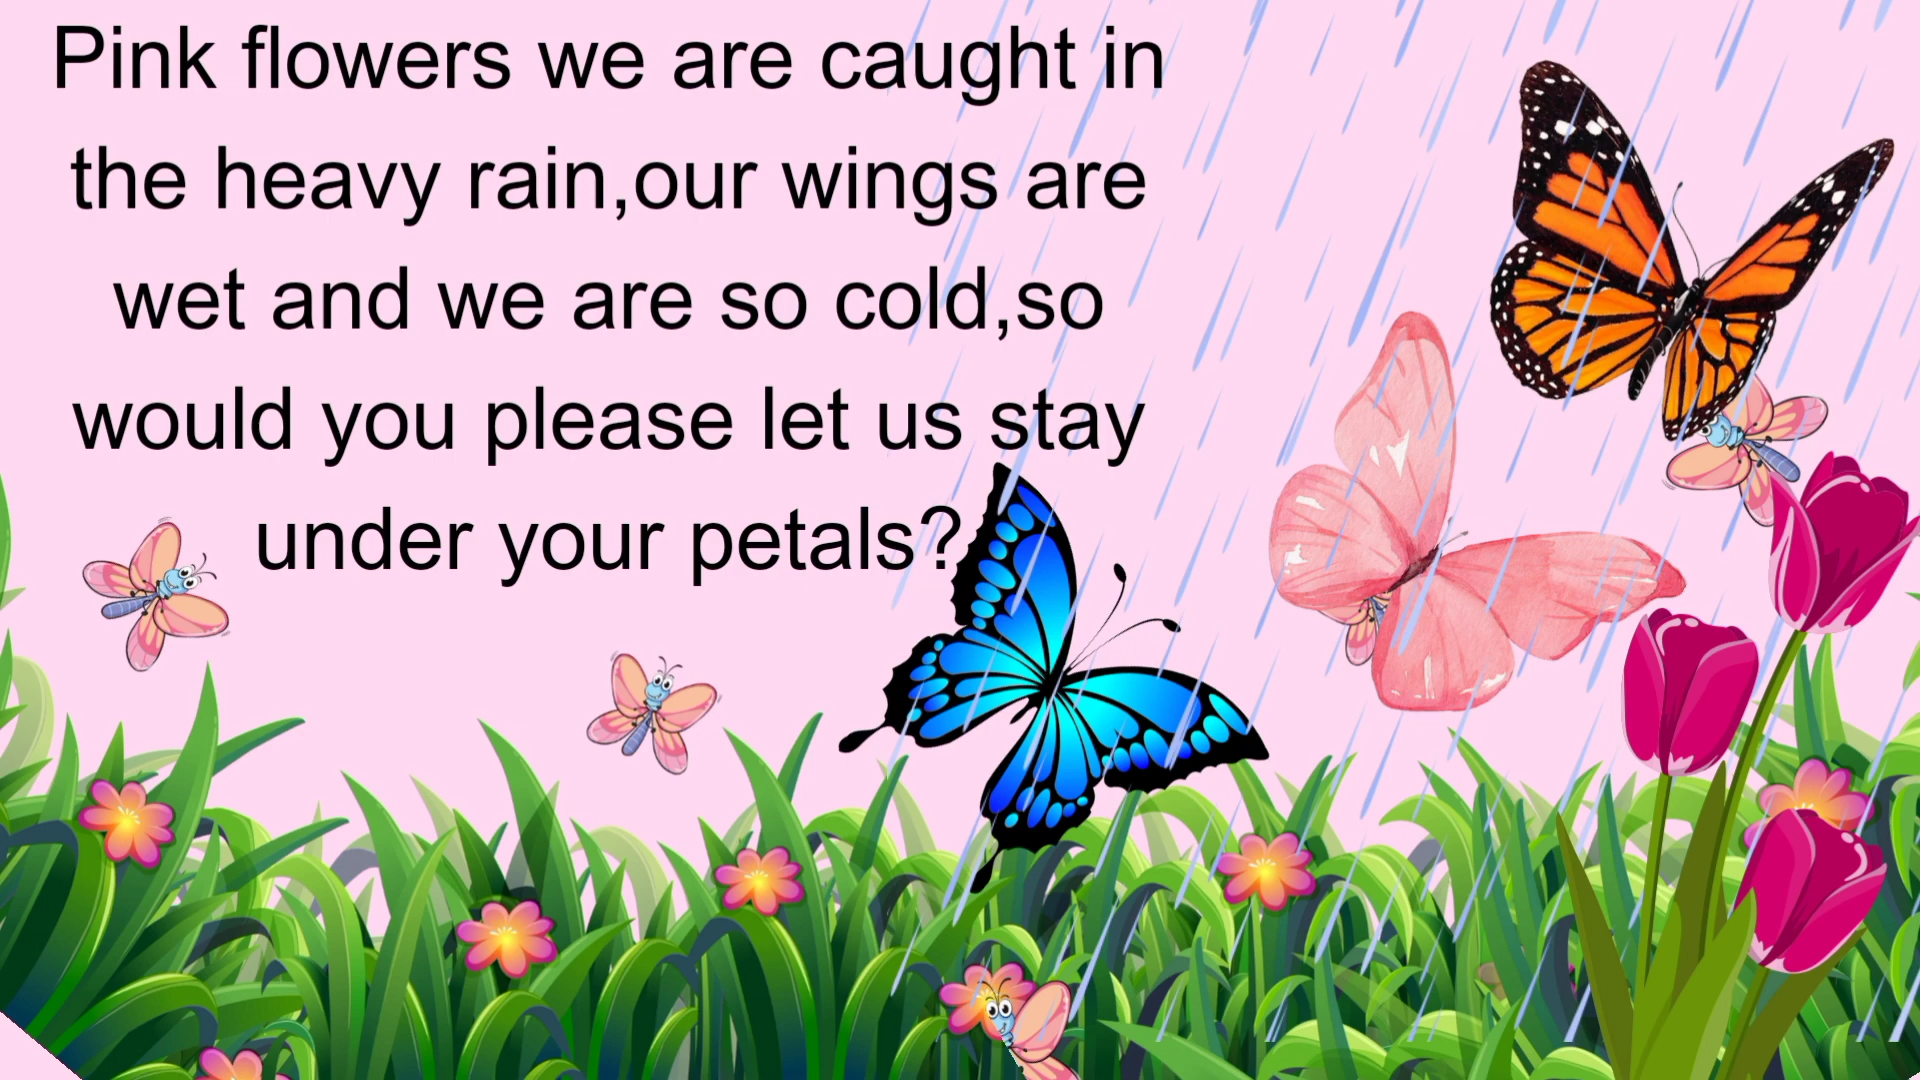 Pink flowers we are caught in
the heavy rain,our wings are
wet and we are so cold,so
would you please let us stay
under your petals?